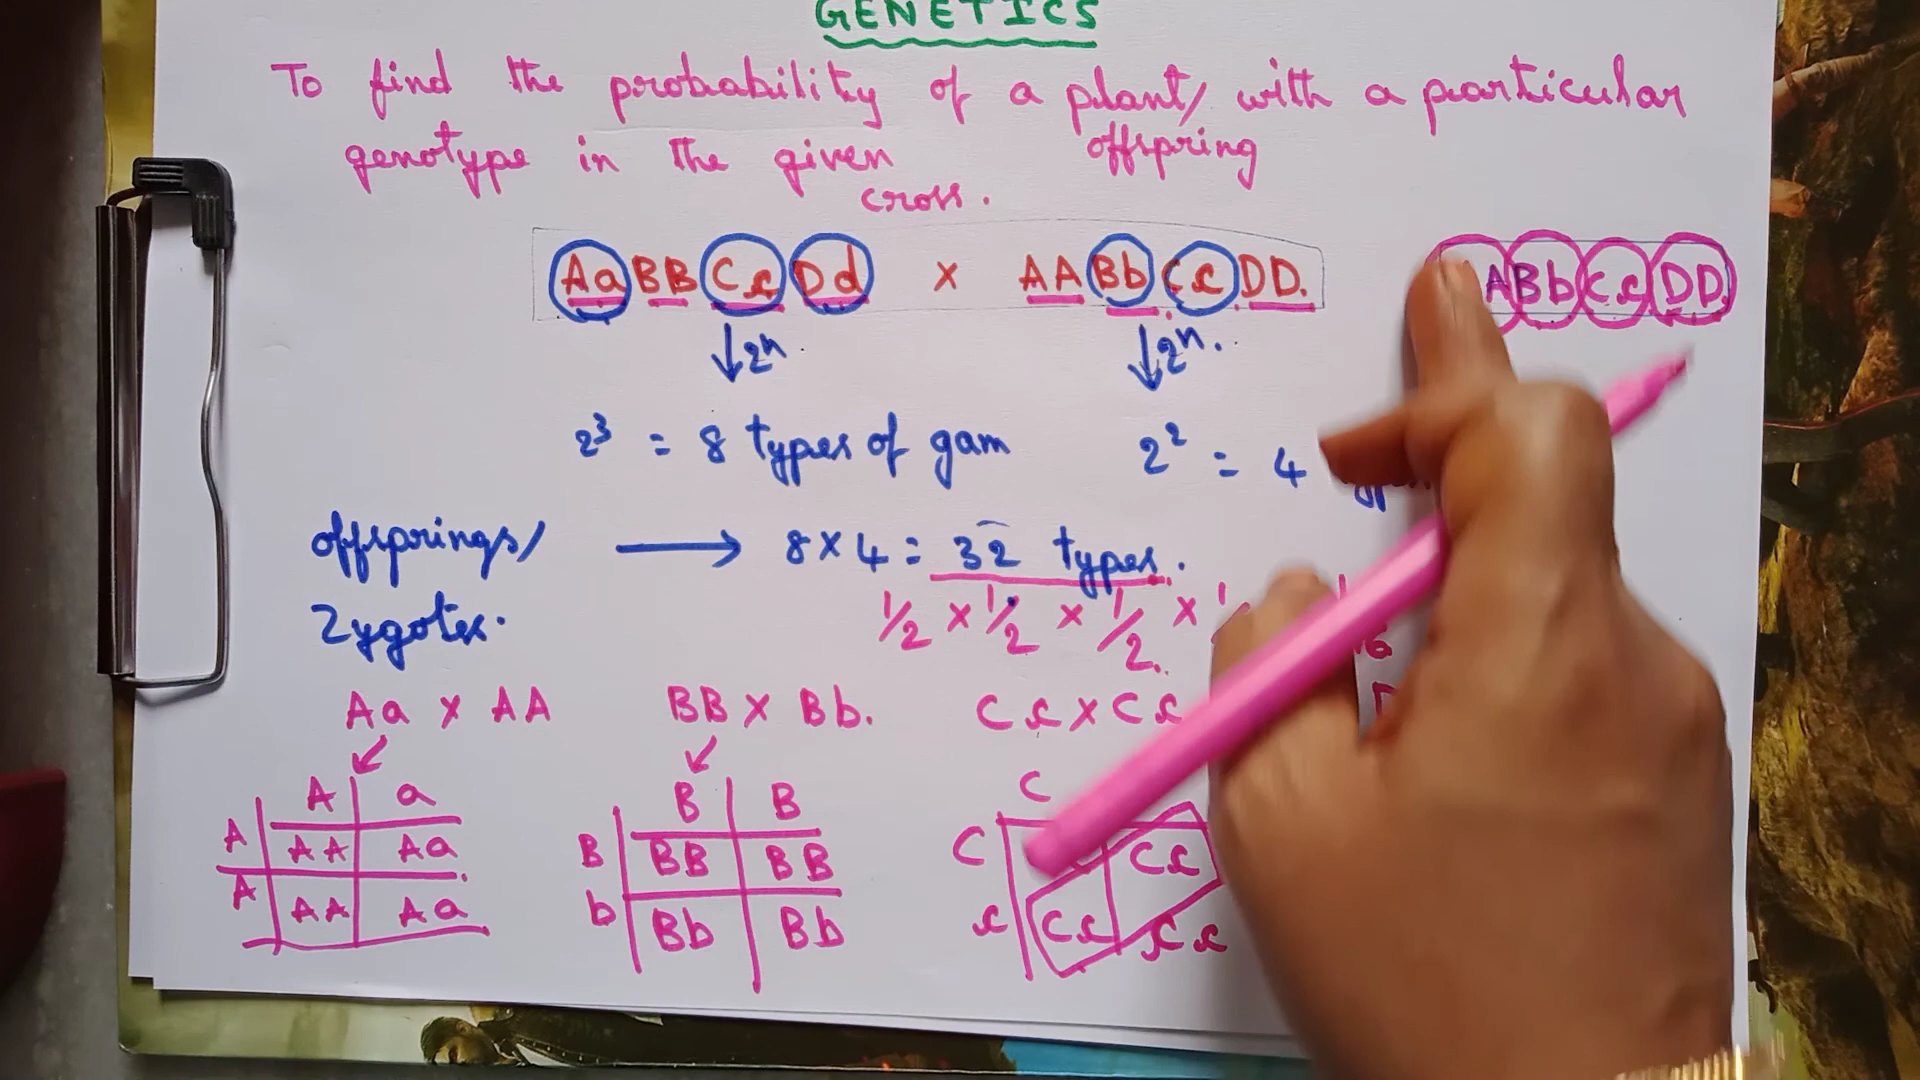 GENETICS
To find the probability of a plant/ with a particular
genotype in the given offspring
cross.
AaBBCcDd x AABbCcDD. ABbCcDD
2ⁿ. 2ⁿ.
2³ = 8 types of gam 2² = 4
offsprings/ → 8 x 4 = 32 types.
Zygotes.
1/2 x 1/2 x 1/2 x
Aa x AA BB x Bb. Cc x Cc
A a B B C
A AA Aa B BB BB C Cc
A AA Aa b Bb Bb c Cc cc